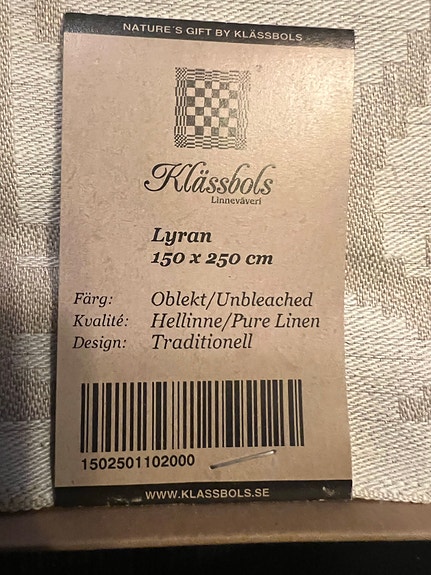 NATURE´S GIFT BY KLÄSSBOLS
Klässbols
Linneväveri
Lyran
150 x 250 cm
Färg: Oblekt/Unbleached
Kvalité: Hellinne/Pure Linen
Design: Traditionell
1502501102000
WWW.KLASSBOLS.SE